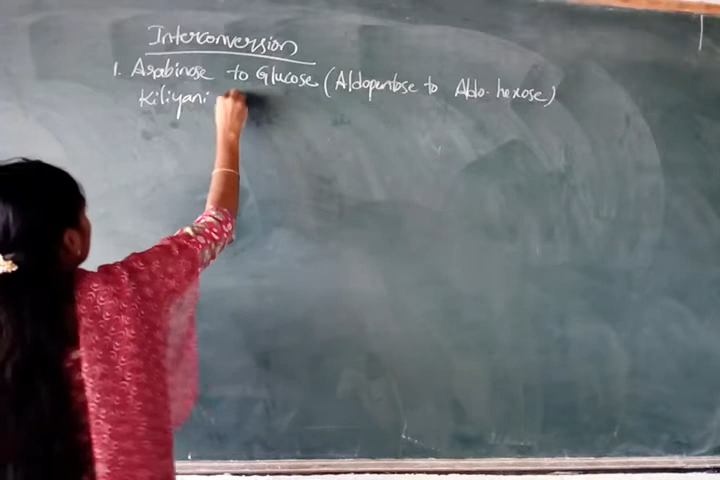 Interconversion
1. Arabinose to Glucose (Aldopentose to Aldo-hexose)
Kiliyani